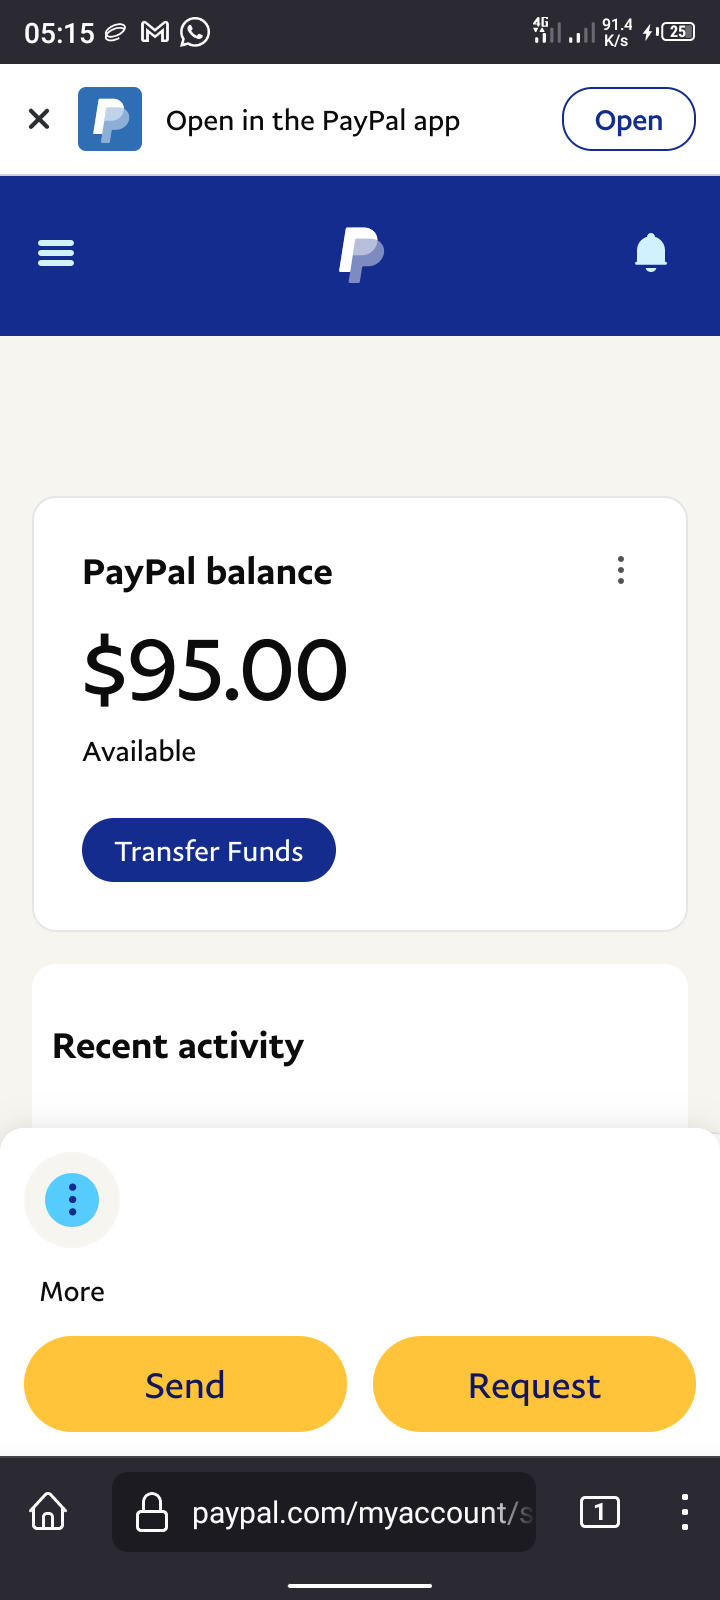 05:15
4G
91.4
K/s
25
Open in the PayPal app
Open
PayPal balance
$95.00
Available
Transfer Funds
Recent activity
More
Send
Request
paypal.com/myaccount/s
1